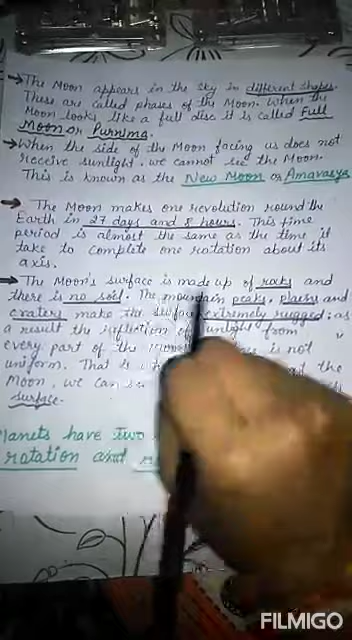 → The Moon appears in the sky in different shapes.
These are called phases of the Moon. When the
Moon looks like a full disc it is called Full
Moon or Purnima.
→ When the side of the Moon facing us does not
receive sunlight, we cannot see the Moon.
This is known as the New Moon or Amavasya
→ The Moon makes one revolution round the
Earth in 27 days and 8 hours. This time
period is almost the same as the time it
take to complete one rotation about its
axis.
→ The Moon's surface is made up of rocks and
there is no soil. The mountain peaks, and
craters make the surface extremely rugged; as
a result the reflection of sunlight from
every part of the is not
uniform. That is the
Moon, we can
surface.
Planets have two
rotation and
FILMIGO